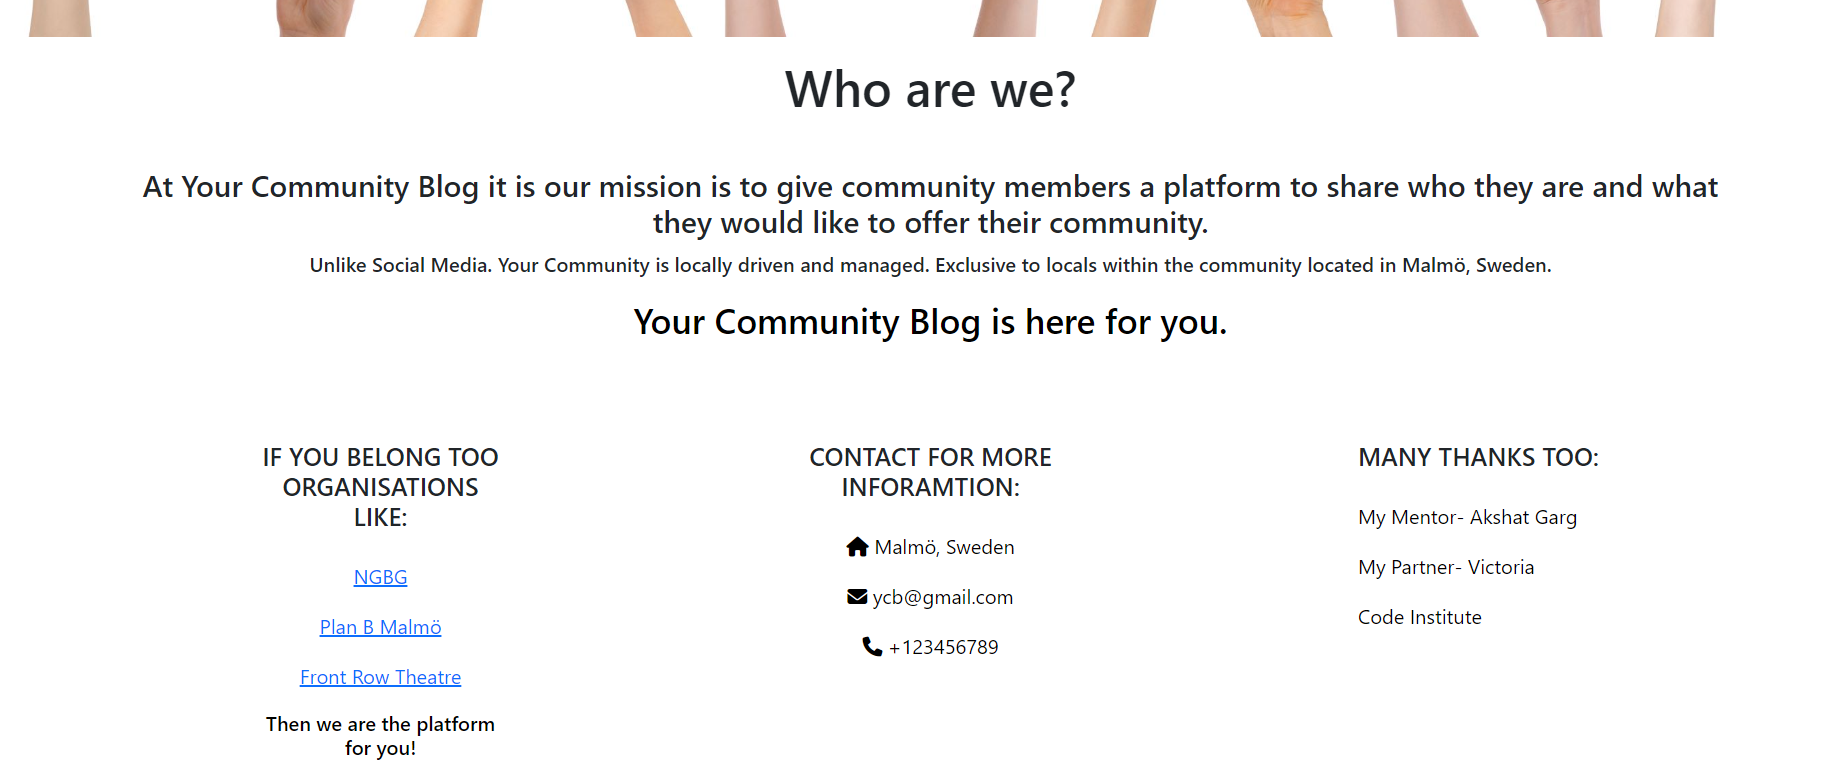 Who are we?
At Your Community Blog it is our mission is to give community members a platform to share who they are and what
they would like to offer their community.
Unlike Social Media. Your Community is locally driven and managed. Exclusive to locals within the community located in Malmö, Sweden.
Your Community Blog is here for you.
IF YOU BELONG TOO
ORGANISATIONS
LIKE:
NGBG
Plan B Malmö
Front Row Theatre
Then we are the platform
for you!
CONTACT FOR MORE
INFORAMTION:
Malmö, Sweden
ycb@gmail.com
+123456789
MANY THANKS TOO:
My Mentor- Akshat Garg
My Partner- Victoria
Code Institute